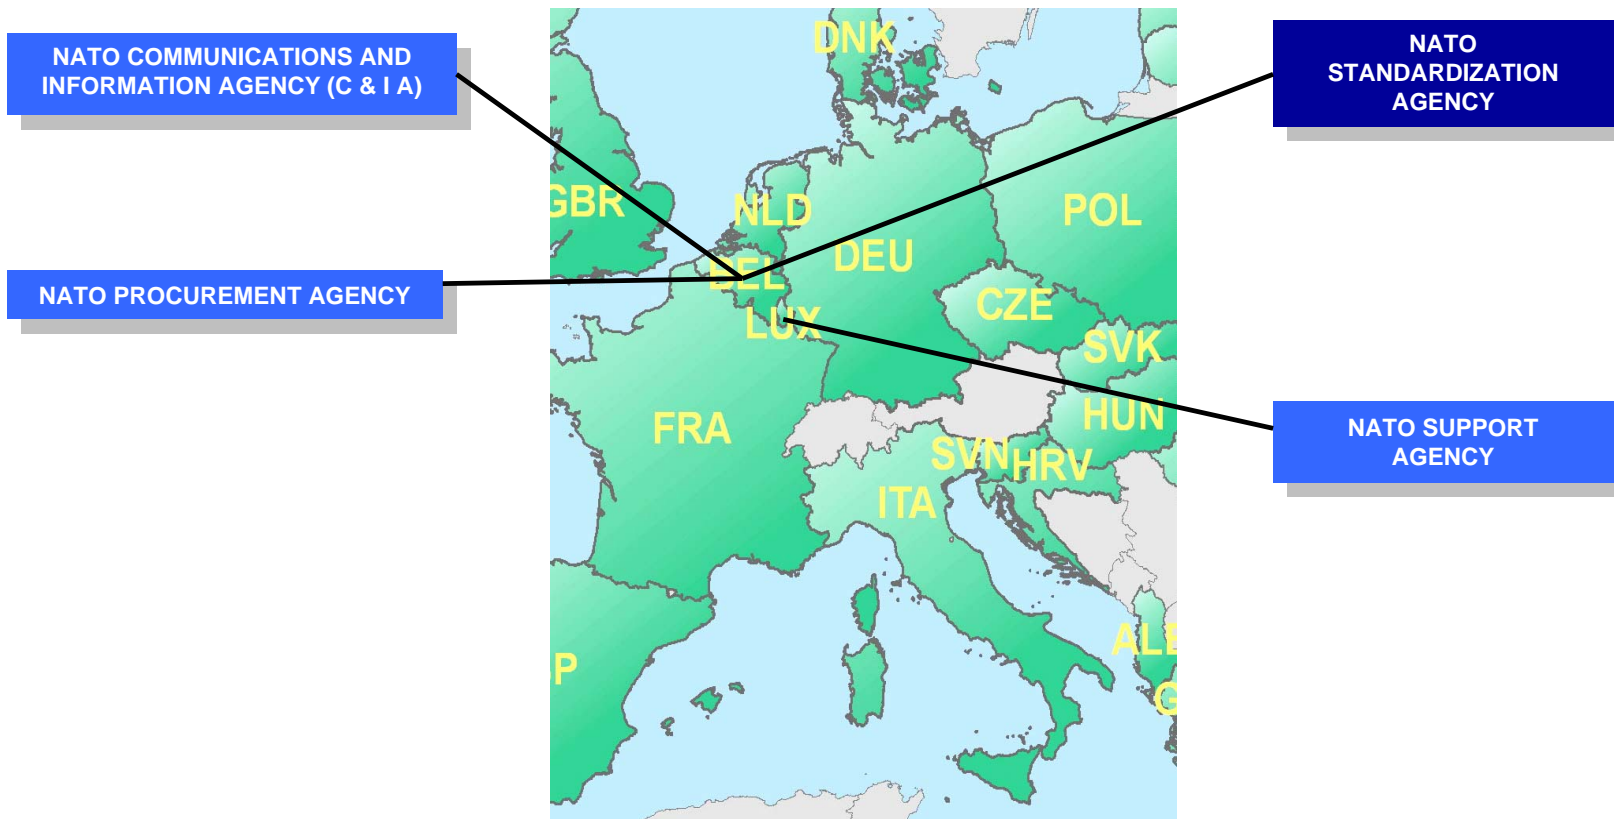 NATO COMMUNICATIONS AND
INFORMATION AGENCY (C & I A)
NATO
STANDARDIZATION
AGENCY
DNK
GBR
NLD
POL
DEU
BEL
NATO PROCUREMENT AGENCY
CZE
LUX
SVK
HUN
FRA
NATO SUPPORT
AGENCY
SVN
HRV
ITA